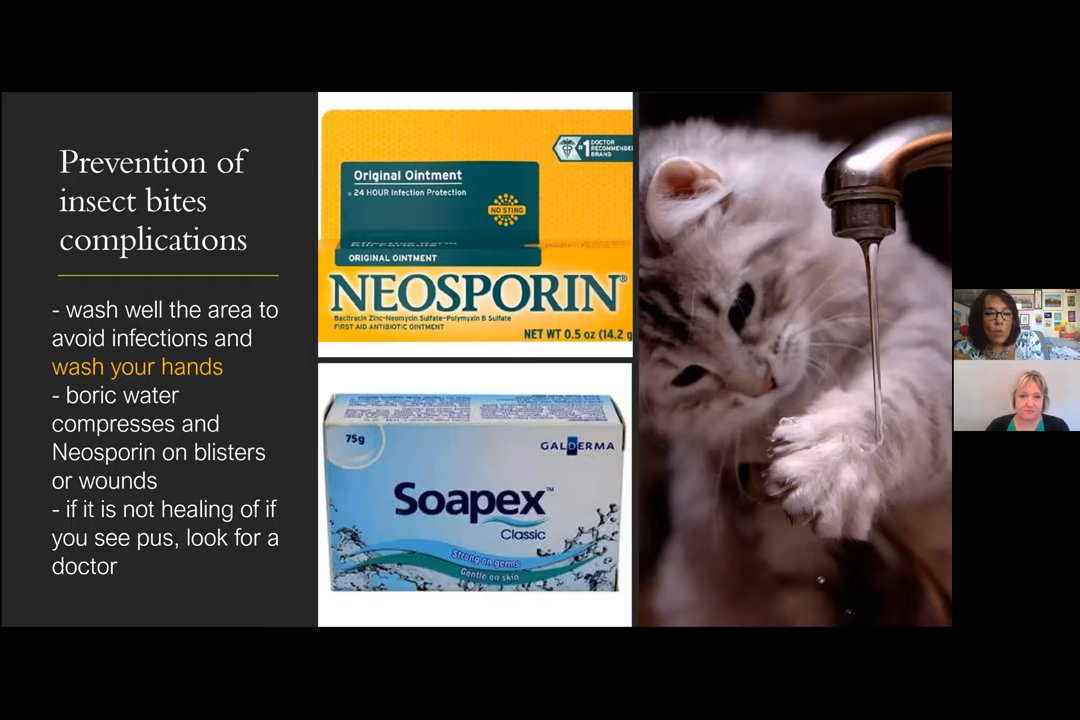 Prevention of
insect bites
complications
- wash well the area to
avoid infections and
wash your hands
- boric water
compresses and
Neosporin on blisters
or wounds
- if it is not healing of if
you see pus, look for a
doctor
#1 DOCTOR
RECOMMENDED
BRAND
Original Ointment
24 HOUR Infection Protection
NO STING
ORIGINAL OINTMENT
NEOSPORIN®
Bacitracin Zinc-Neomycin Sulfate-Polymyxin B Sulfate
FIRST AID ANTIBIOTIC OINTMENT
NET WT 0.5 oz (14.2 g
75g
GALDERMA
Soapex™
Classic
Strong on germs
Gentle on skin